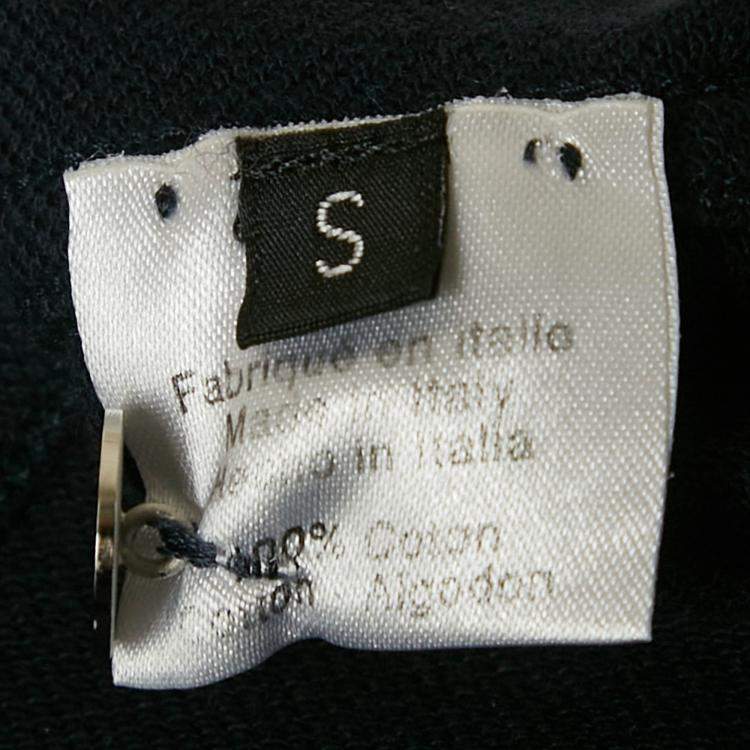 S
Fabriqué en Italie
Made in Italy
in Italia
100% Coton
Cotton Algodon